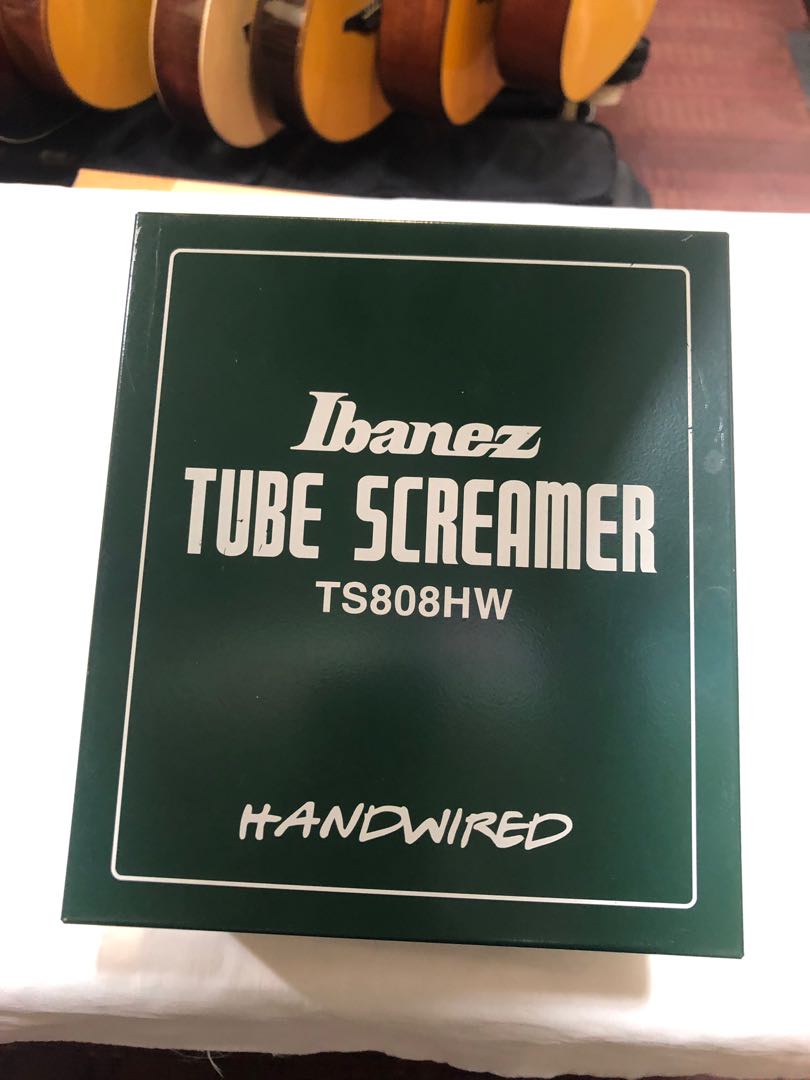 Ibanez
TUBE SCREAMER
TS808HW
HANDWIRED